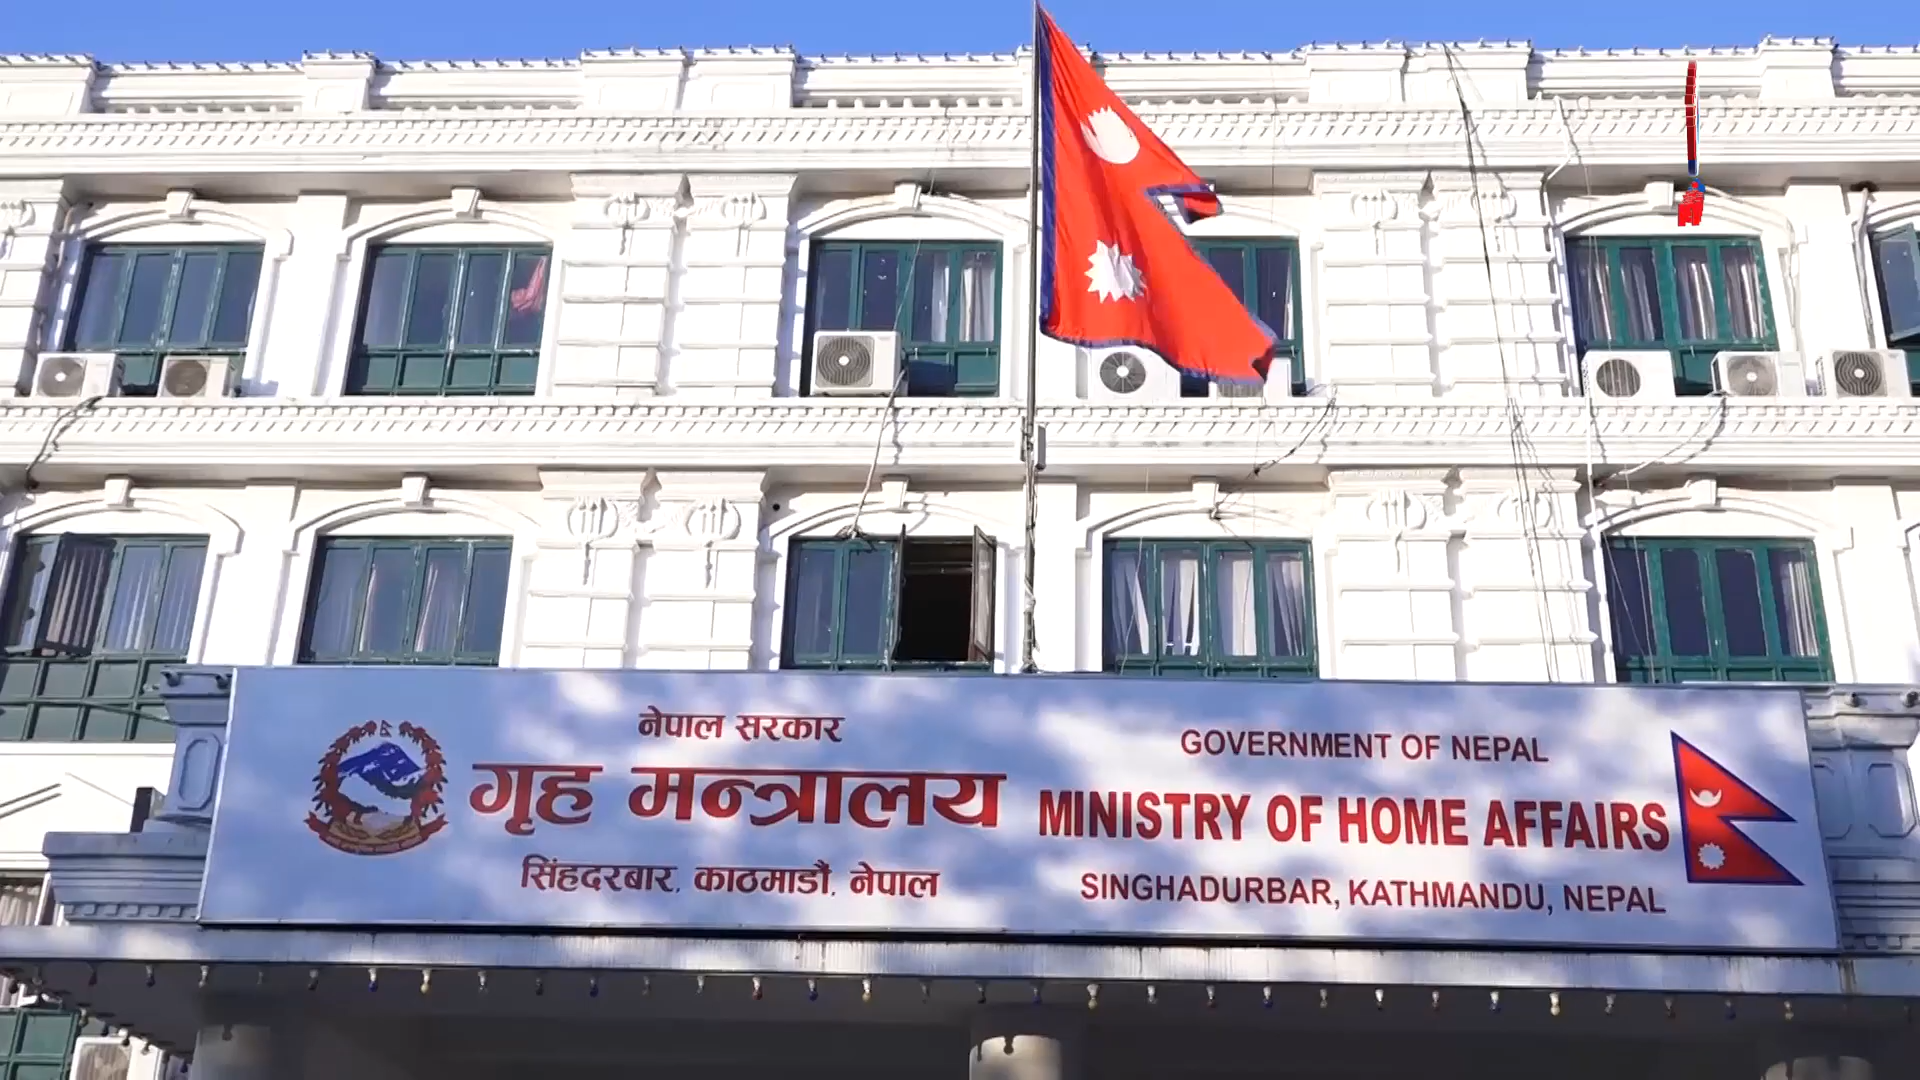 नेपाल सरकार
गृह मन्त्रालय
सिंहदरबार, काठमाडौं, नेपाल
GOVERNMENT OF NEPAL
MINISTRY OF HOME AFFAIRS
SINGHADURBAR, KATHMANDU, NEPAL